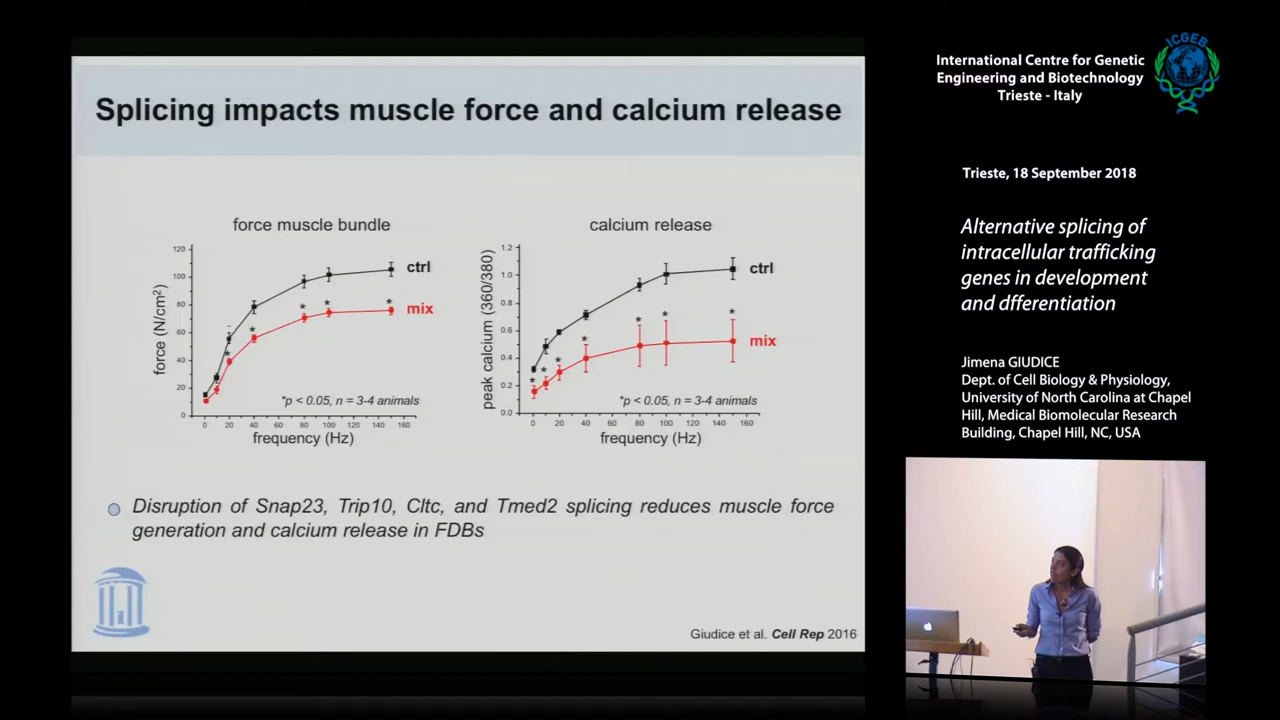 Splicing impacts muscle force and calcium release
force muscle bundle
force (N/cm²)
120
100
80
60
40
20
0
ctrl
mix
*
*
*
*
*
*p < 0.05, n = 3-4 animals
0 20 40 60 80 100 120 140 160
frequency (Hz)
calcium release
peak calcium (360/380)
1.2
1.0
0.8
0.6
0.4
0.2
0.0
ctrl
mix
*
*
*
*
*
*
*
*p < 0.05, n = 3-4 animals
0 20 40 60 80 100 120 140 160
frequency (Hz)
Disruption of Snap23, Trip10, Cltc, and Tmed2 splicing reduces muscle force
generation and calcium release in FDBs
Giudice et al. Cell Rep 2016
International Centre for Genetic
Engineering and Biotechnology
Trieste - Italy
ICGEB
Trieste, 18 September 2018
Alternative splicing of
intracellular trafficking
genes in development
and dfferentiation
Jimena GIUDICE
Dept. of Cell Biology & Physiology,
University of North Carolina at Chapel
Hill, Medical Biomolecular Research
Building, Chapel Hill, NC, USA